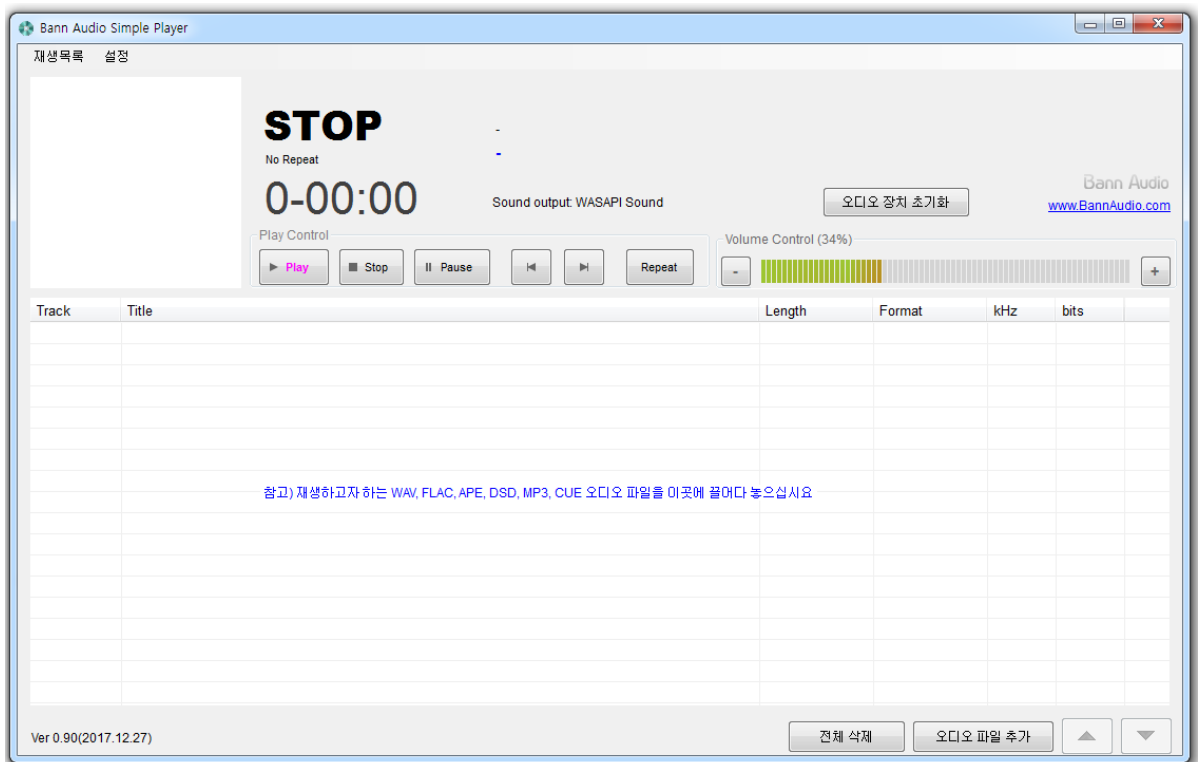 Bann Audio Simple Player
재생목록 설정
STOP
-
No Repeat
-
0-00:00
Sound output: WASAPI Sound
오디오 장치 초기화
Bann Audio
www.BannAudio.com
Play Control
Play Stop Pause Repeat
Volume Control (34%)
- +
Track Title Length Format kHz bits
참고) 재생하고자 하는 WAV, FLAC, APE, DSD, MP3, CUE 오디오 파일을 이곳에 끌어다 놓으십시요
Ver 0.90(2017.12.27)
전체 삭제
오디오 파일 추가